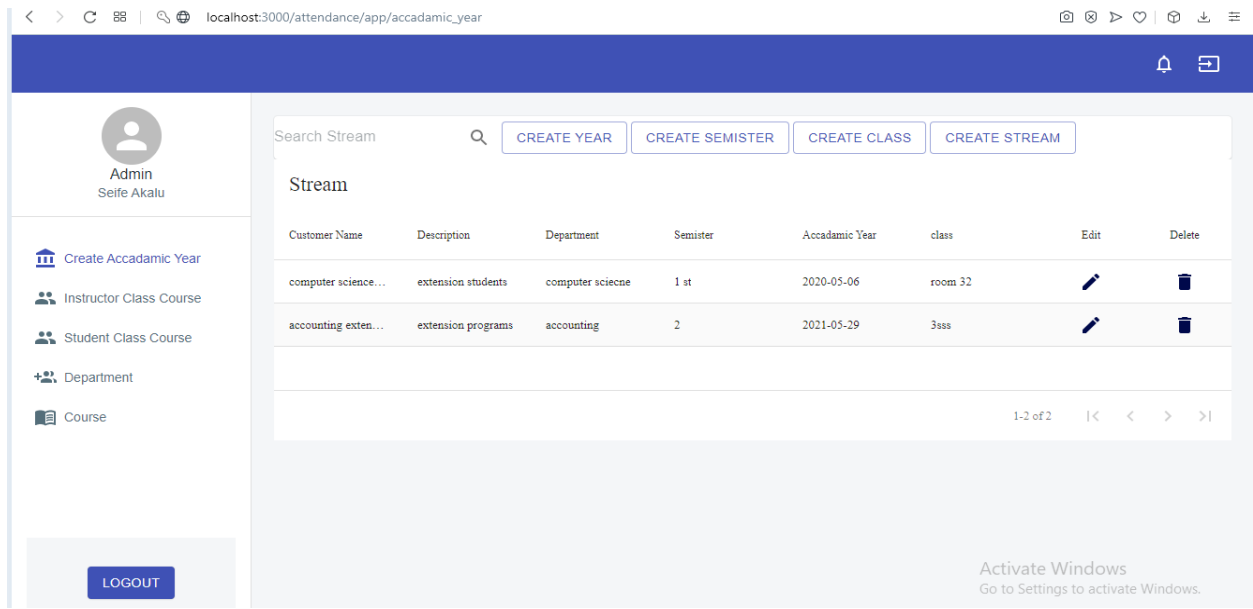 localhost:3000/attendance/app/accadamic_year
Admin
Seife Akalu
Create Accadamic Year
Instructor Class Course
Student Class Course
Department
Course
LOGOUT
Search Stream CREATE YEAR CREATE SEMISTER CREATE CLASS CREATE STREAM
Stream
Customer Name Description Department Semister Accadamic Year class Edit Delete
computer science... extension students computer sciecne 1 st 2020-05-06 room 32
accounting exten... extension programs accounting 2 2021-05-29 3sss
1-2 of 2
Activate Windows
Go to Settings to activate Windows.